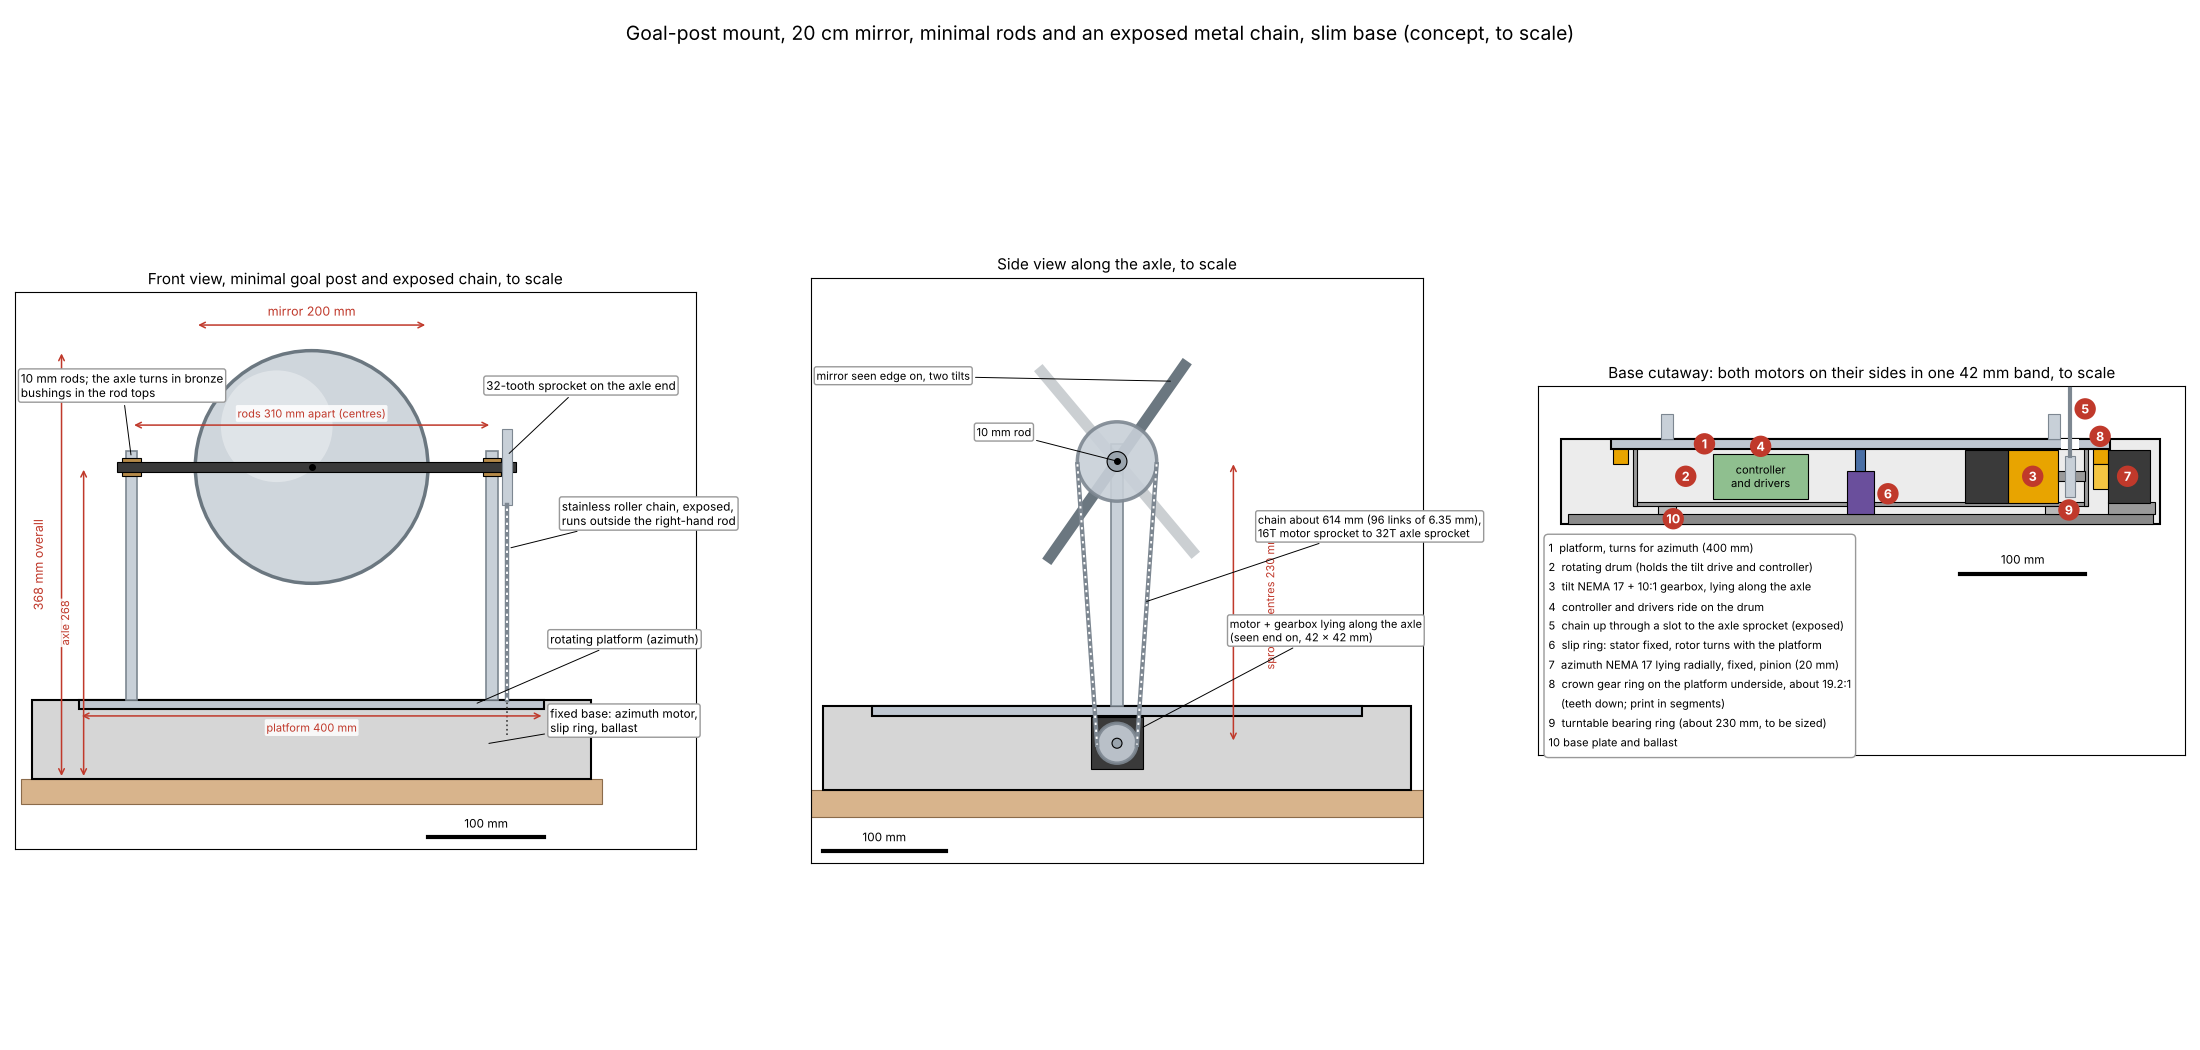 Goal-post mount, 20 cm mirror, minimal rods and an exposed metal chain, slim base (concept, to scale)
Front view, minimal goal post and exposed chain, to scale
mirror 200 mm
10 mm rods; the axle turns in bronze
bushings in the rod tops
32-tooth sprocket on the axle end
rods 310 mm apart (centres)
stainless roller chain, exposed,
runs outside the right-hand rod
368 mm overall
axle 268
rotating platform (azimuth)
fixed base: azimuth motor,
slip ring, ballast
platform 400 mm
100 mm
Side view along the axle, to scale
mirror seen edge on, two tilts
10 mm rod
chain about 614 mm (96 links of 6.35 mm),
16T motor sprocket to 32T axle sprocket
entres 230
motor + gearbox lying along the axle
(seen end on, 42 × 42 mm)
100 mm
Base cutaway: both motors on their sides in one 42 mm band, to scale
5
8
1
4
controller
and drivers
2
3
7
6
9
10
100 mm
1 platform, turns for azimuth (400 mm)
2 rotating drum (holds the tilt drive and controller)
3 tilt NEMA 17 + 10:1 gearbox, lying along the axle
4 controller and drivers ride on the drum
5 chain up through a slot to the axle sprocket (exposed)
6 slip ring: stator fixed, rotor turns with the platform
7 azimuth NEMA 17 lying radially, fixed, pinion (20 mm)
8 crown gear ring on the platform underside, about 19.2:1
(teeth down; print in segments)
9 turntable bearing ring (about 230 mm, to be sized)
10 base plate and ballast